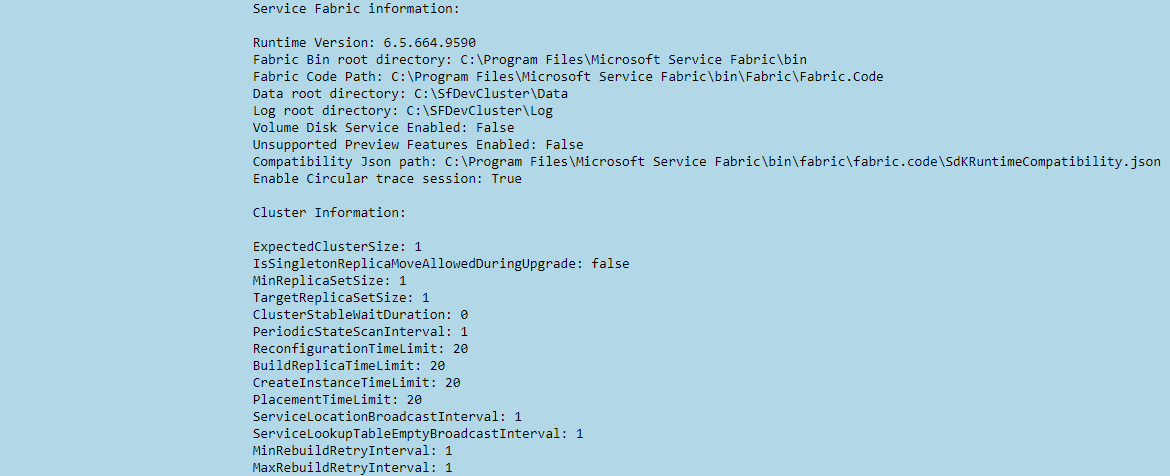 Service Fabric information:
Runtime Version: 6.5.664.9590
Fabric Bin root directory: C:\Program Files\Microsoft Service Fabric\bin
Fabric Code Path: C:\Program Files\Microsoft Service Fabric\bin\Fabric\Fabric.Code
Data root directory: C:\SfDevCluster\Data
Log root directory: C:\SFDevCluster\Log
Volume Disk Service Enabled: False
Unsupported Preview Features Enabled: False
Compatibility Json path: C:\Program Files\Microsoft Service Fabric\bin\fabric\fabric.code\SdKRuntimeCompatibility.json
Enable Circular trace session: True
Cluster Information:
ExpectedClusterSize: 1
IsSingletonReplicaMoveAllowedDuringUpgrade: false
MinReplicaSetSize: 1
TargetReplicaSetSize: 1
ClusterStableWaitDuration: 0
PeriodicStateScanInterval: 1
ReconfigurationTimeLimit: 20
BuildReplicaTimeLimit: 20
CreateInstanceTimeLimit: 20
PlacementTimeLimit: 20
ServiceLocationBroadcastInterval: 1
ServiceLookupTableEmptyBroadcastInterval: 1
MinRebuildRetryInterval: 1
MaxRebuildRetryInterval: 1